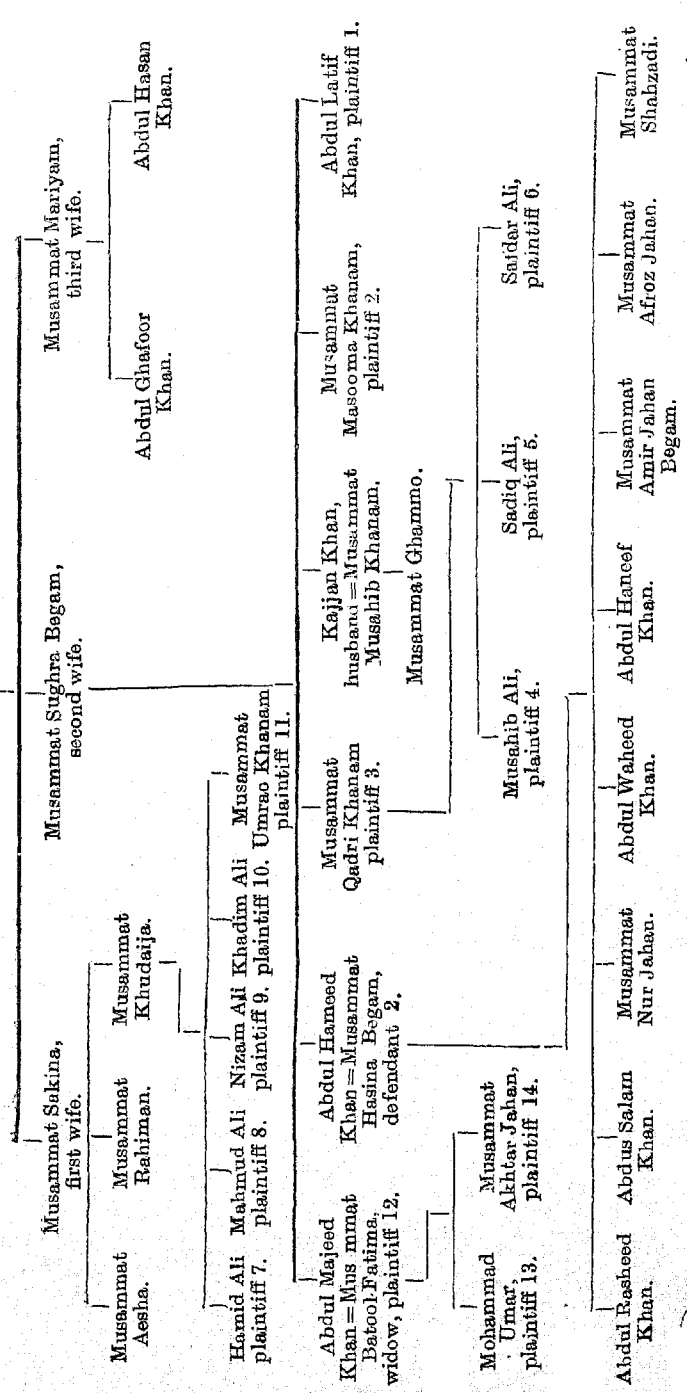 Musammat Sakina,
first wife.
Musammat Sughra Begam,
second wife.
Musammat Mariyam,
third wife.
Musammat
Aesha.
Musammat
Rahiman.
Musammat
Khudaija.
Abdul Ghafoor
Khan.
Abdul Hasan
Khan.
Hamid Ali
plaintiff 7.
Mahmud Ali
plaintiff 8.
Nizam Ali
plaintiff 9.
Khadim Ali
plaintiff 10.
Musammat
Umrao Khanam
plaintiff 11.
Abdul Majeed
Khan=Mus mmat
Batool-Fatima,
widow, plaintiff 12.
Abdul Hameed
Khan=Musammat
Hasina Begam,
defendant 2.
Musammat
Qadri Khanam
plaintiff 3.
Kajjan Khan,
husband=Musammat
Musahib Khanam.
Musammat
Masooma Khanam,
plaintiff 2.
Abdul Latif
Khan, plaintiff 1.
Musammat Ghammo.
Mohammad
Umar,
plaintiff 13.
Musammat
Akhtar Jahan,
plaintiff 14.
Musahib Ali,
plaintiff 4.
Sadiq Ali,
plaintiff 5.
Safdar Ali,
plaintiff 6.
Abdul Rasheed
Khan.
Abdus Salam
Khan.
Musammat
Nur Jahan.
Abdul Waheed
Khan.
Abdul Haneef
Khan.
Musammat
Amir Jahan
Begam.
Musammat
Afroz Jahan.
Musammat
Shahzadi.